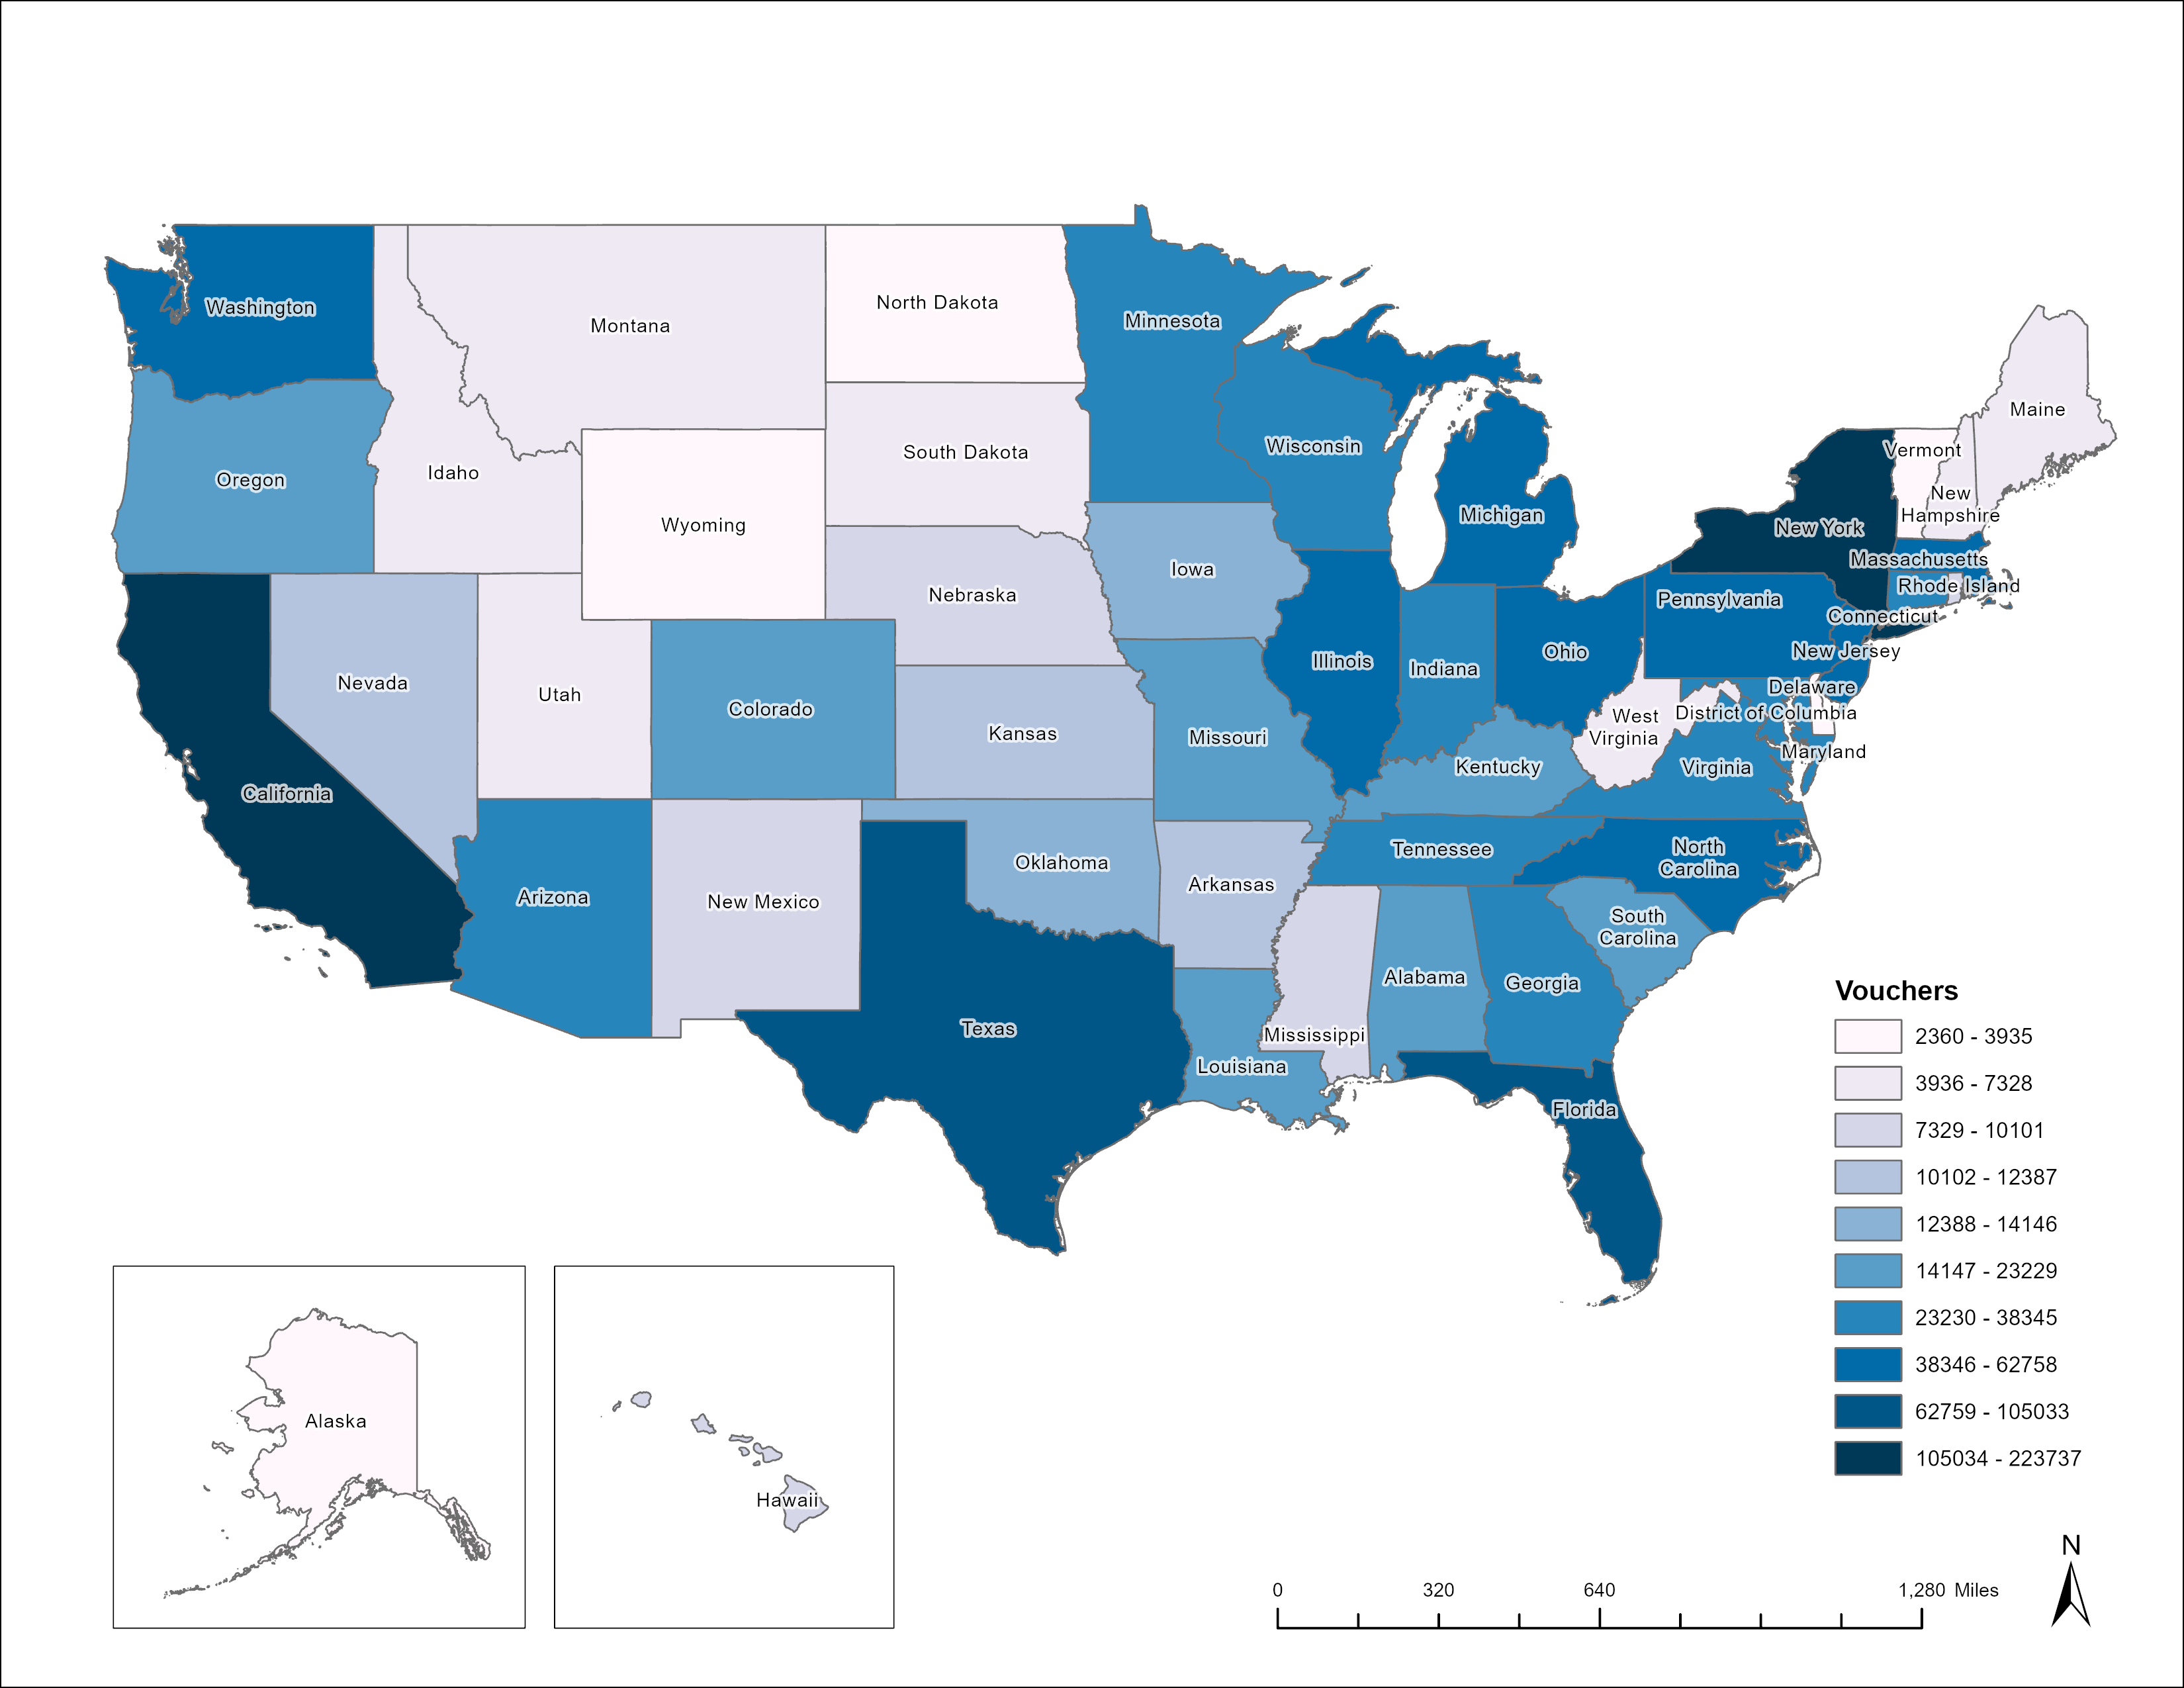 Washington
Montana
North Dakota
Minnesota
Maine
Oregon
Idaho
South Dakota
Wisconsin
Michigan
Vermont
New
Hampshire
Wyoming
New York
Massachusetts
Rhode Island
Connecticut
Iowa
Nebraska
Pennsylvania
New Jersey
Nevada
Utah
Colorado
Kansas
Missouri
Illinois
Indiana
Ohio
West
Virginia
Delaware
District of Columbia
Maryland
Virginia
Kentucky
California
Arizona
New Mexico
Oklahoma
Arkansas
Tennessee
North
Carolina
South
Carolina
Texas
Louisiana
Mississippi
Alabama
Georgia
Florida
Alaska
Hawaii
Vouchers
2360 - 3935
3936 - 7328
7329 - 10101
10102 - 12387
12388 - 14146
14147 - 23229
23230 - 38345
38346 - 62758
62759 - 105033
105034 - 223737
N
0 320 640 1,280 Miles